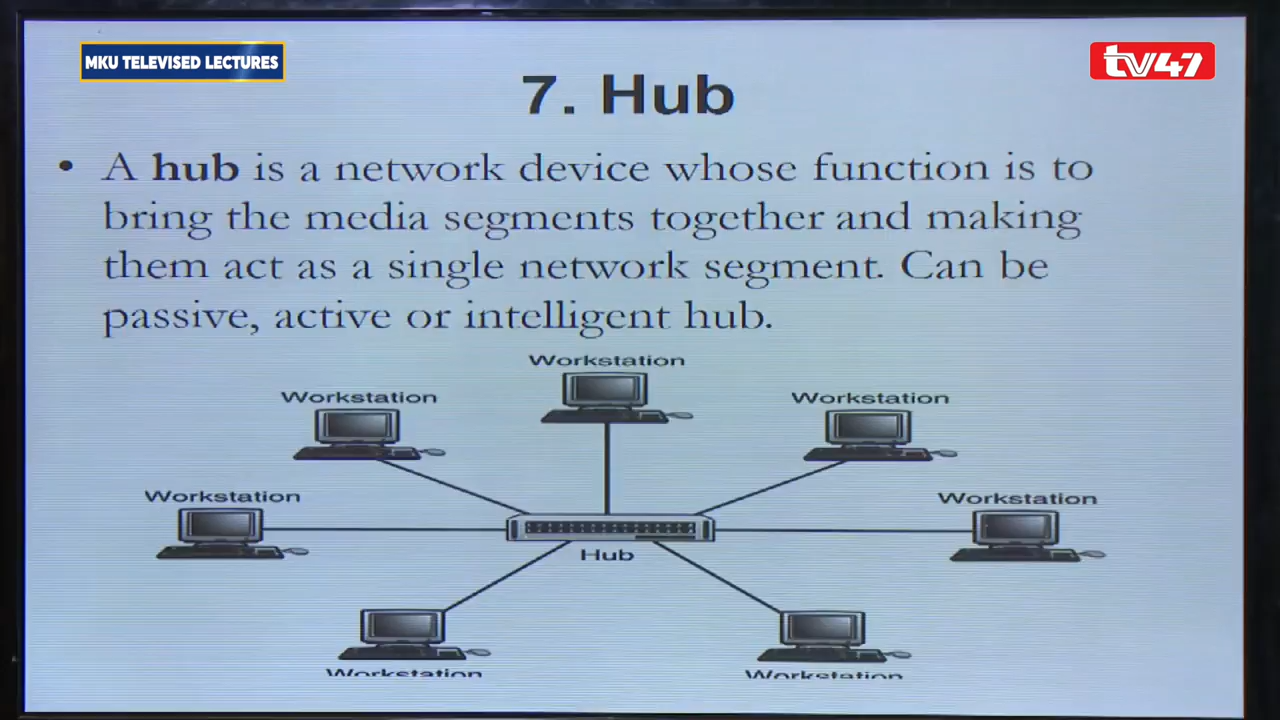 MKU TELEVISED LECTURES
tv47
7. Hub
• A hub is a network device whose function is to
bring the media segments together and making
them act as a single network segment. Can be
passive, active or intelligent hub.
Workstation
Workstation
Workstation
Workstation
Workstation
Hub
Workstation
Workstation